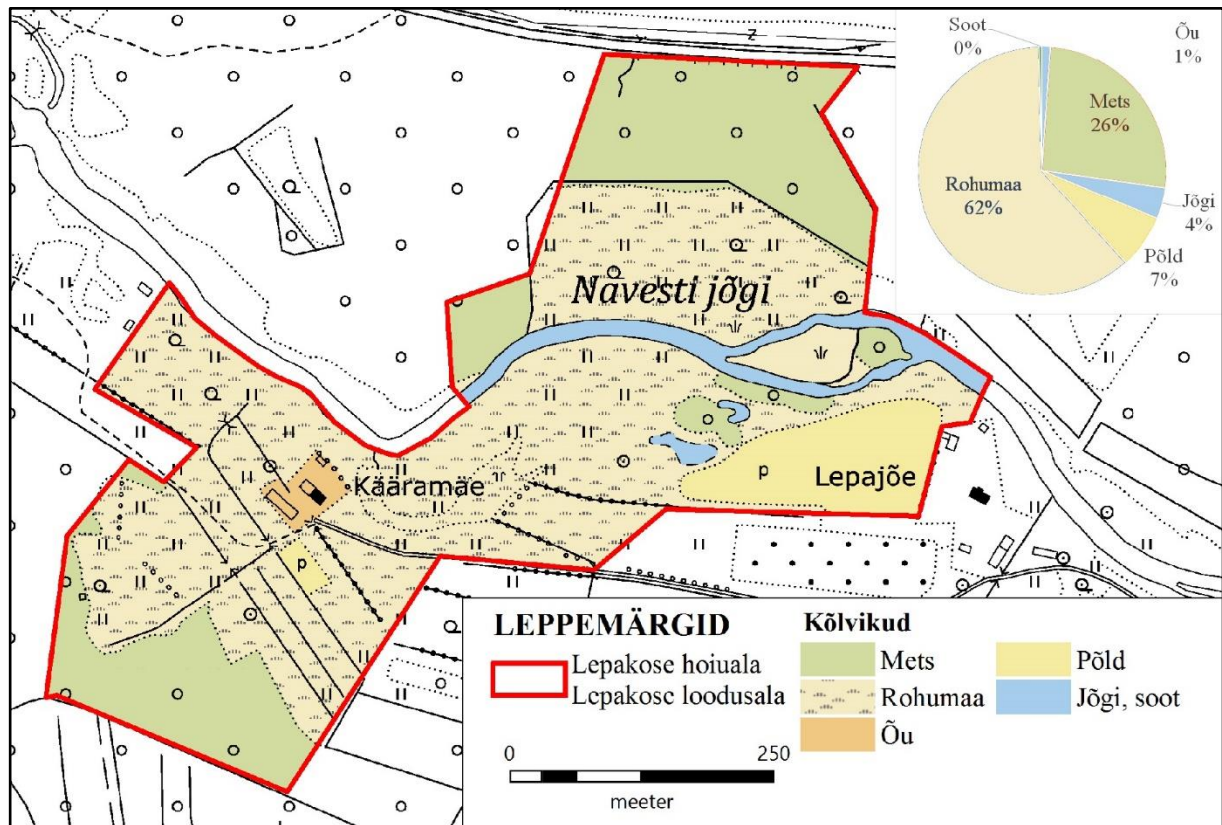 Z
Soot
0%
Õu
1%
Mets
26%
Rohumaa
62%
Jõgi
4%
Põld
7%
Navesti jõgi
p
Lepajõe
Kääramäe
p
LEPPEMÄRGID
Lepakose hoiuala
Lepakose loodusala
0
250
meeter
Kõlvikud
Mets
Rohumaa
Õu
Põld
Jõgi, soot